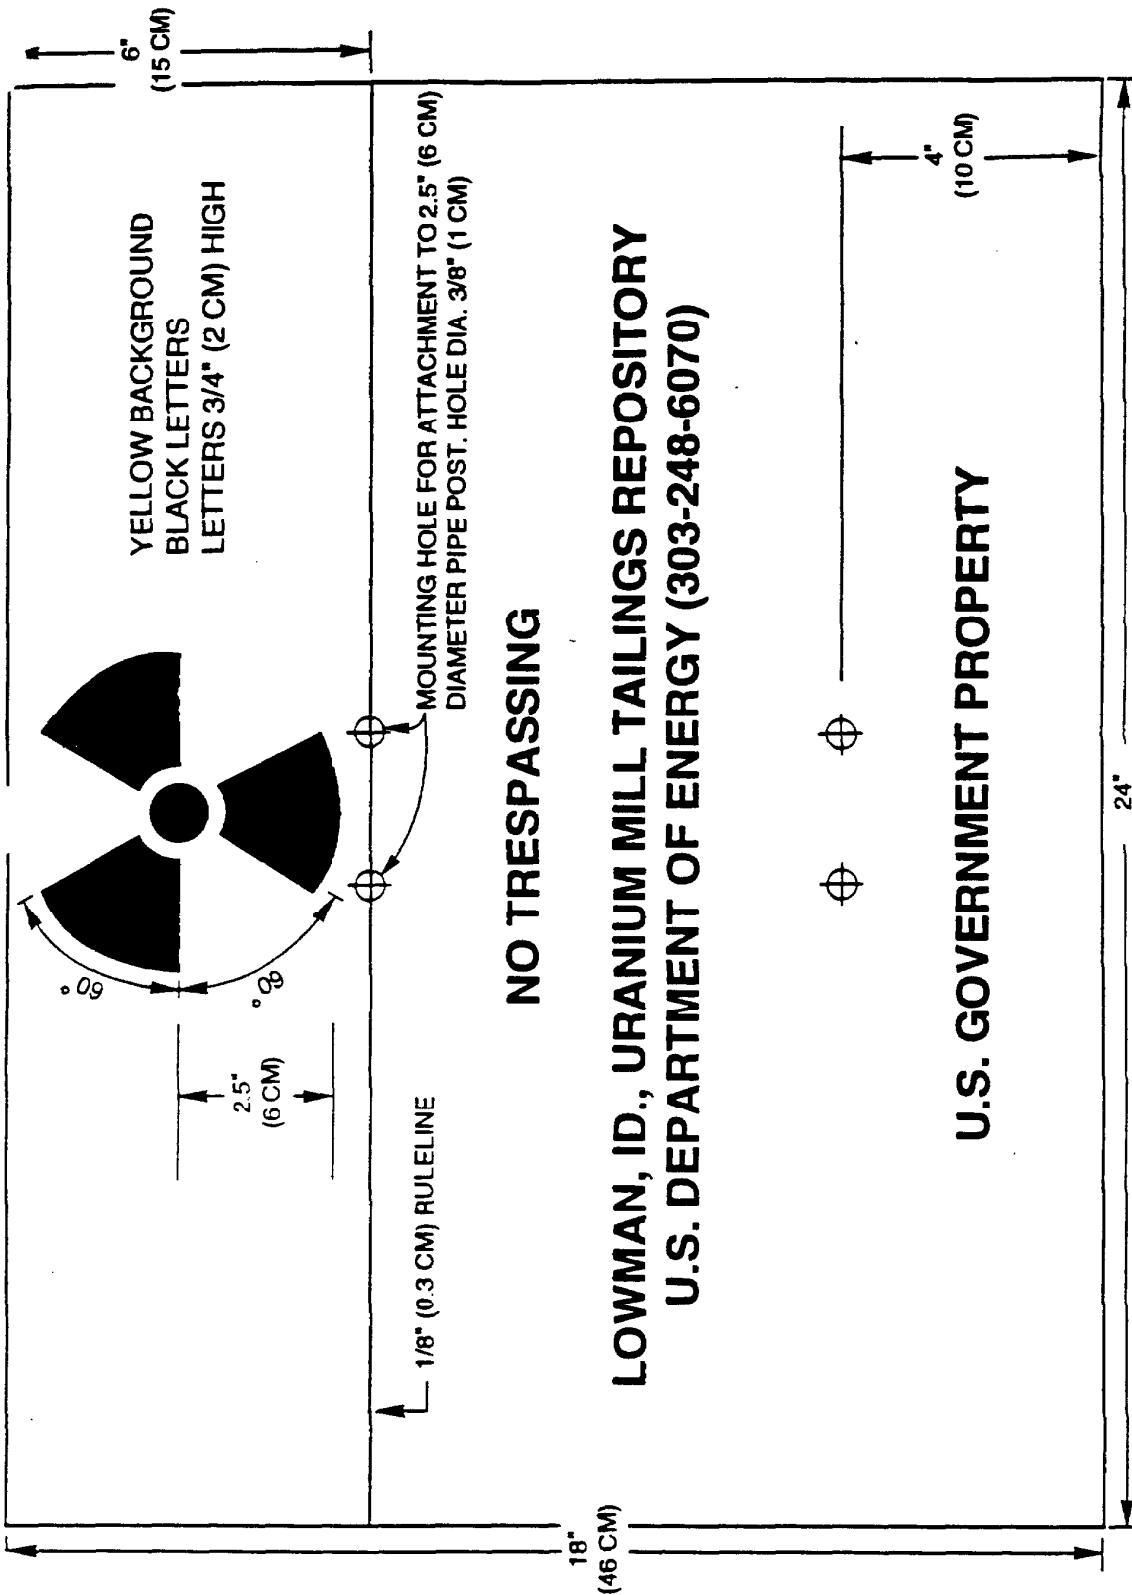 6"
(15 CM)
YELLOW BACKGROUND
BLACK LETTERS
LETTERS 3/4" (2 CM) HIGH
60°
60°
2.5"
(6 CM)
1/8" (0.3 CM) RULELINE
MOUNTING HOLE FOR ATTACHMENT TO 2.5" (6 CM)
DIAMETER PIPE POST. HOLE DIA. 3/8" (1 CM)
NO TRESPASSING
LOWMAN, ID., URANIUM MILL TAILINGS REPOSITORY
U.S. DEPARTMENT OF ENERGY (303-248-6070)
U.S. GOVERNMENT PROPERTY
18"
(46 CM)
4"
(10 CM)
24"